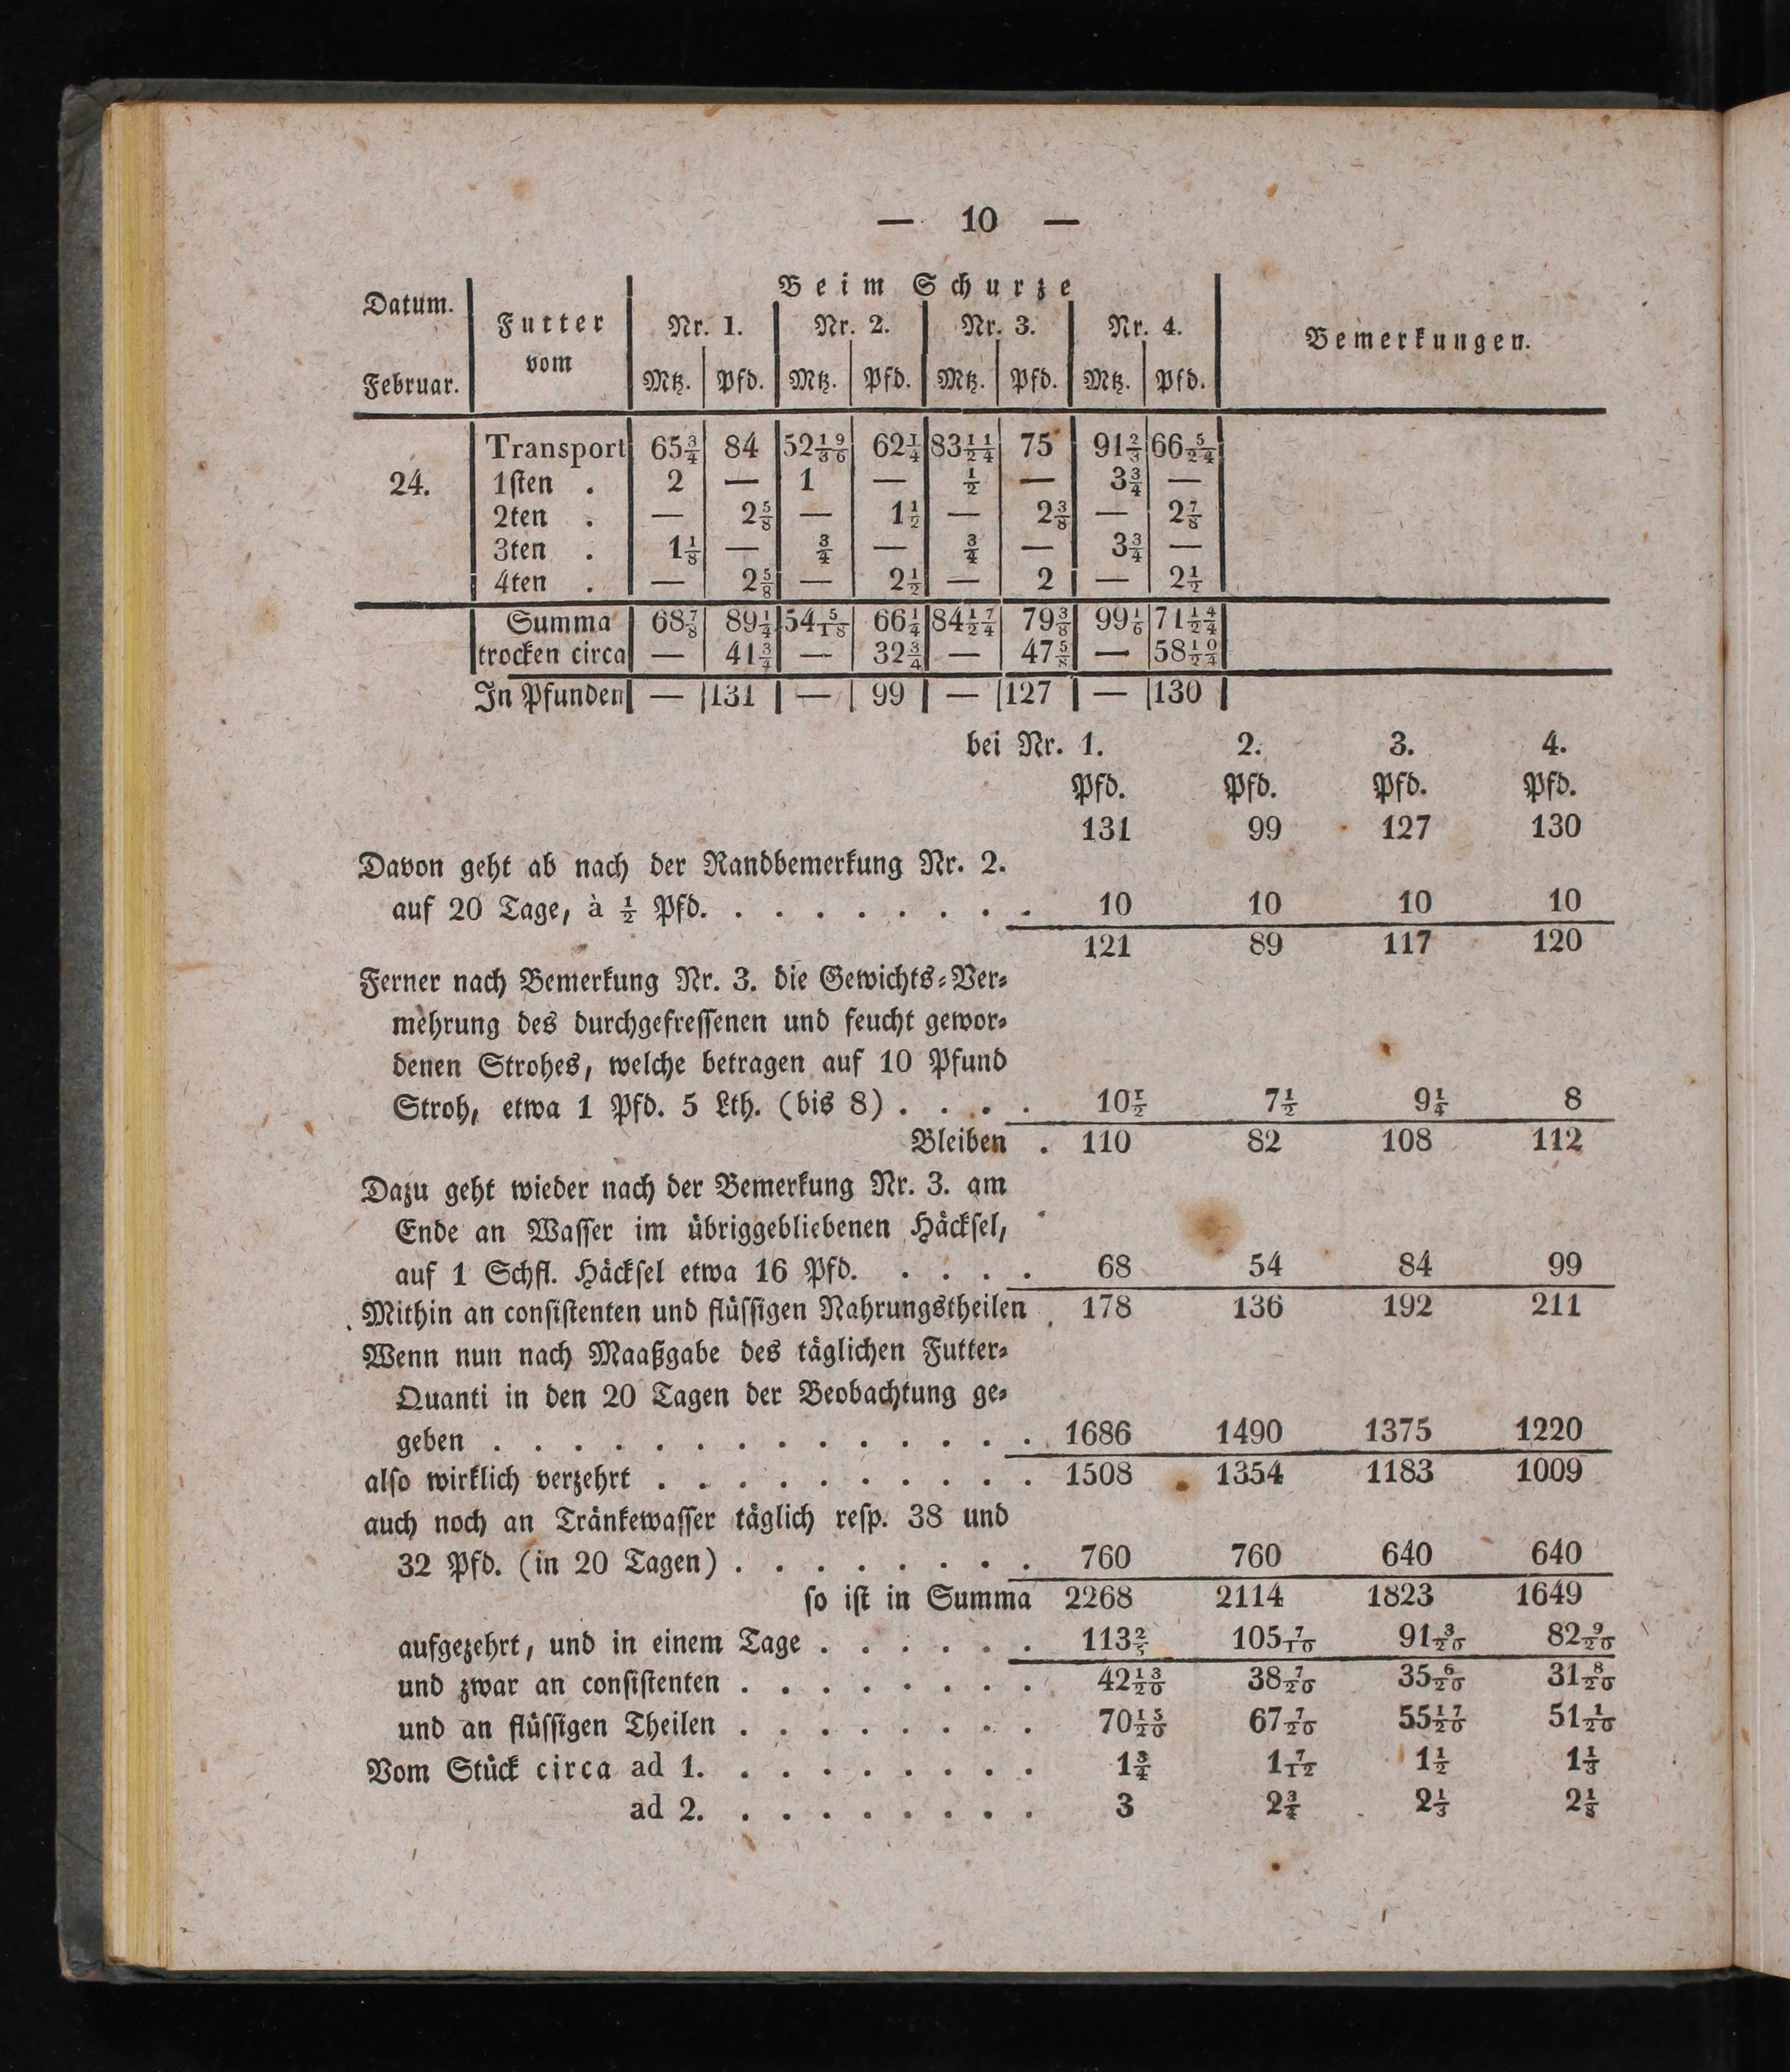 — 10 —
Beim Schurze
Datum. Futter Nr. 1. Nr. 2. Nr. 3. Nr. 4. Bemerkungen.
Februar. vom Mtz. Pfd. Mtz. Pfd. Mtz. Pfd. Mtz. Pfd.
Transport 65¾ 84 52 19/36 62¼ 83 11/24 75 91⅔ 66 5/24
24. 1sten . 2 — 1 — ½ — 3¾ —
2ten . — 2⅝ — 1½ — 2⅜ — 2⅞
3ten . 1⅛ — ¾ — ¾ — 3¾ —
4ten . — 2⅝ — 2½ — 2 — 2½
Summa 68⅞ 89¼ 54 5/18 66¼ 84 17/24 79⅜ 99⅙ 71 14/24
trocken circa — 41¾ — 32¾ — 47⅝ — 58 10/24
In Pfunden — 131 — 99 — 127 — 130
bei Nr. 1. 2. 3. 4.
Pfd. Pfd. Pfd. Pfd.
131 99 127 130
Davon geht ab nach der Randbemerkung Nr. 2.
auf 20 Tage, à ½ Pfd. . . . . . . . . 10 10 10 10
121 89 117 120
Ferner nach Bemerkung Nr. 3. die Gewichts-Ver-
mehrung des durchgefressenen und feucht gewor-
denen Strohes, welche betragen auf 10 Pfund
Stroh, etwa 1 Pfd. 5 Lth. (bis 8) . . . . 10½ 7½ 9¼ 8
Bleiben . 110 82 108 112
Dazu geht wieder nach der Bemerkung Nr. 3. am
Ende an Wasser im übriggebliebenen Häcksel,
auf 1 Schfl. Häcksel etwa 16 Pfd. . . . . 68 54 84 99
Mithin an consistenten und flüssigen Nahrungstheilen . 178 136 192 211
Wenn nun nach Maaßgabe des täglichen Futter-
Quanti in den 20 Tagen der Beobachtung ge-
geben . . . . . . . . . . . . . . 1686 1490 1375 1220
also wirklich verzehrt . . . . . . . . . . 1508 1354 1183 1009
auch noch an Tränkewasser täglich resp. 38 und
32 Pfd. (in 20 Tagen) . . . . . . . . 760 760 640 640
so ist in Summa 2268 2114 1823 1649
aufgezehrt, und in einem Tage . . . . . . 113⅖ 105 7/10 91 3/20 82 9/20
und zwar an consistenten . . . . . . . . 42 13/20 38 7/20 35 6/20 31 8/20
und an flüssigen Theilen . . . . . . . . 70 15/20 67 7/20 55 17/20 51 1/20
Vom Stück circa ad 1. . . . . . . . . 1¾ 1 7/12 1½ 1⅓
ad 2. . . . . . . . . 3 2¾ 2⅓ 2⅛